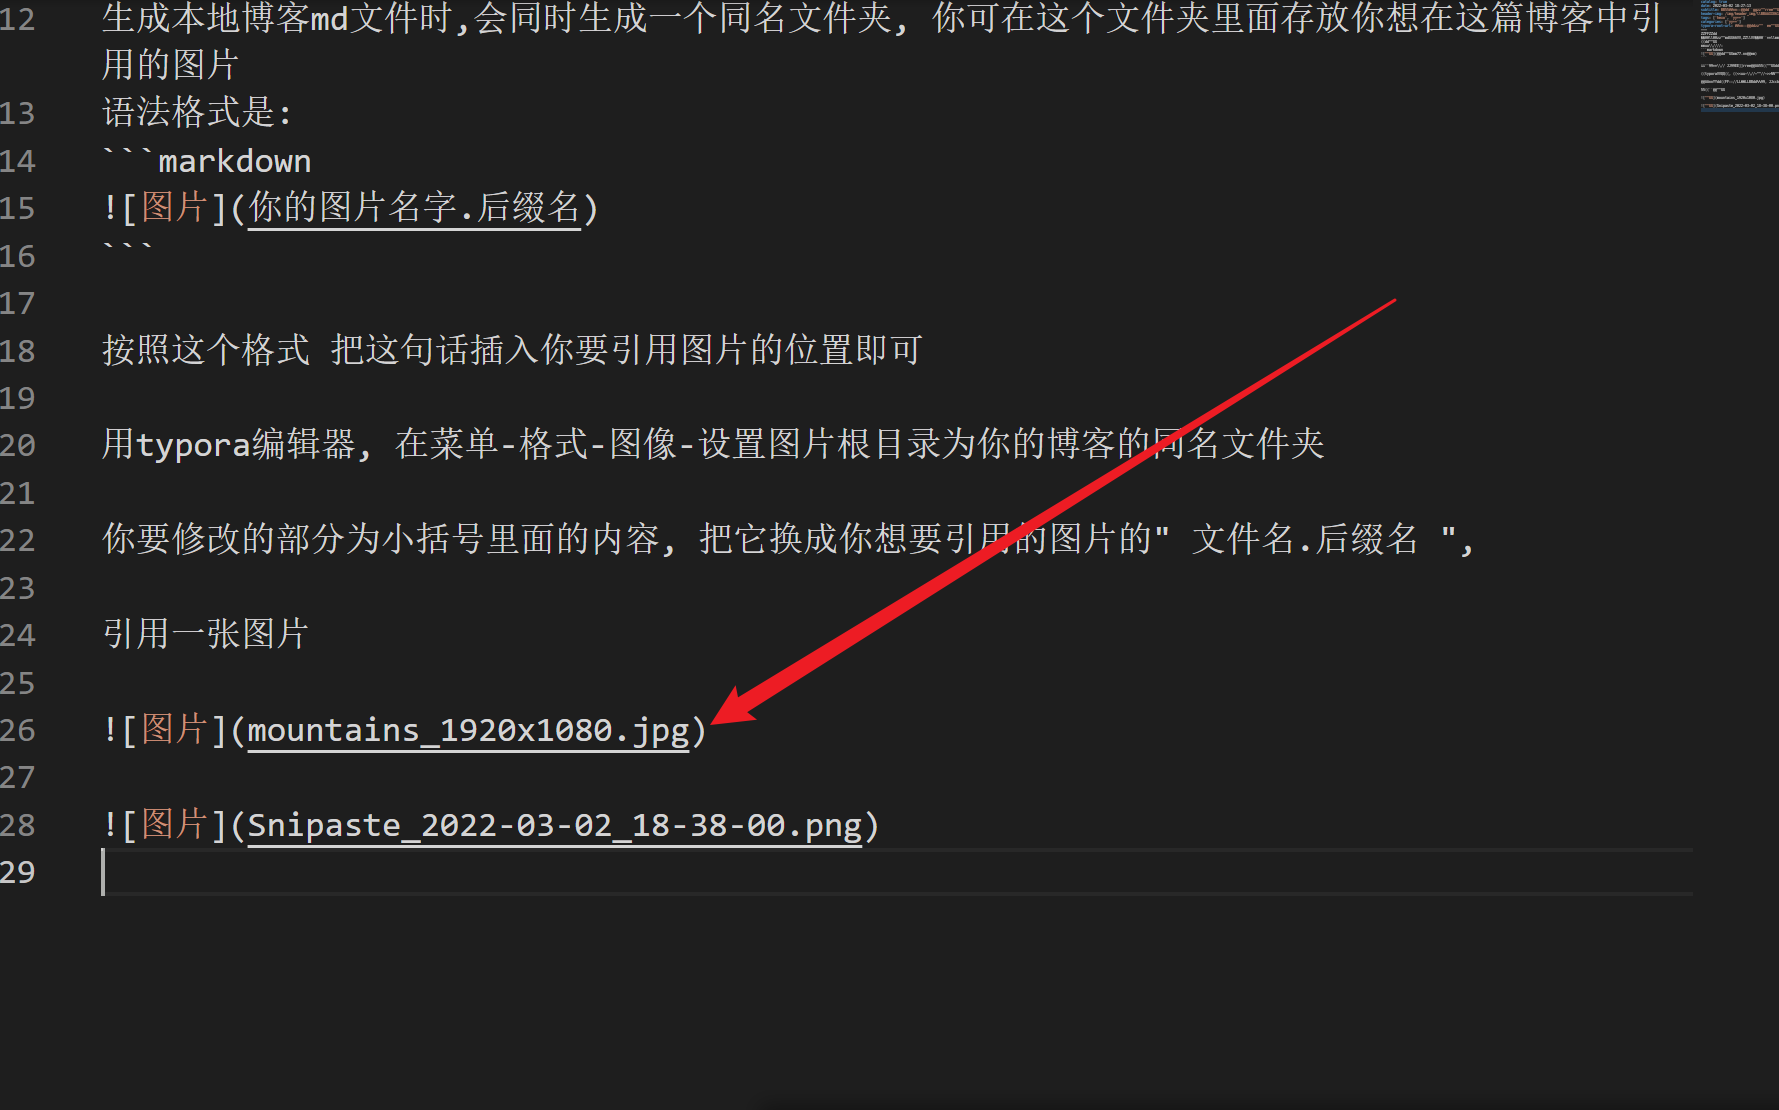 12 生成本地博客md文件时,会同时生成一个同名文件夹, 你可在这个文件夹里面存放你想在这篇博客中引
用的图片
13 语法格式是:
14 ```markdown
15 ![图片](你的图片名字.后缀名)
16 ```
17
18 按照这个格式 把这句话插入你要引用图片的位置即可
19
20 用typora编辑器, 在菜单-格式-图像-设置图片根目录为你的博客的同名文件夹
21
22 你要修改的部分为小括号里面的内容, 把它换成你想要引用的图片的" 文件名.后缀名 ",
23
24 引用一张图片
25
26 ![图片](mountains_1920x1080.jpg)
27
28 ![图片](Snipaste_2022-03-02_18-38-00.png)
29